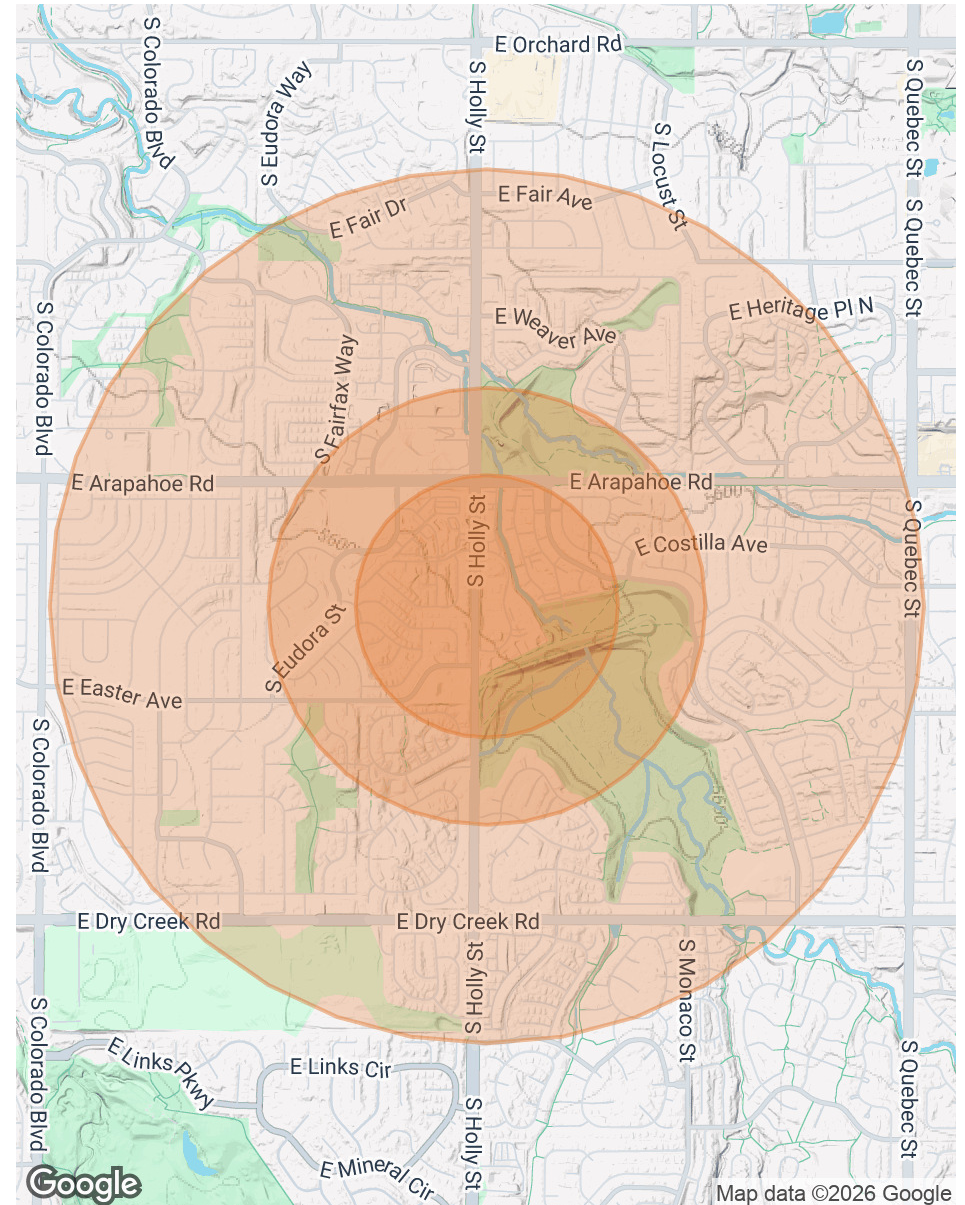 E Orchard Rd
S Colorado Blvd
S Eudora Way
S Holly St
S Locust St
S Quebec St
S Quebec St
E Fair Dr
E Fair Ave
E Weaver Ave
E Heritage Pl N
S Colorado Blvd
S Fairfax Way
E Arapahoe Rd
E Arapahoe Rd
5600
S Holly St
5600
E Costilla Ave
S Quebec St
S Eudora St
E Easter Ave
S Colorado Blvd
5650
E Dry Creek Rd
E Dry Creek Rd
S Holly St
S Monaco St
S Colorado Blvd
E Links Pkwy
E Links Cir
S Quebec St
S Holly St
E Mineral Cir
Google
Map data ©2026 Google